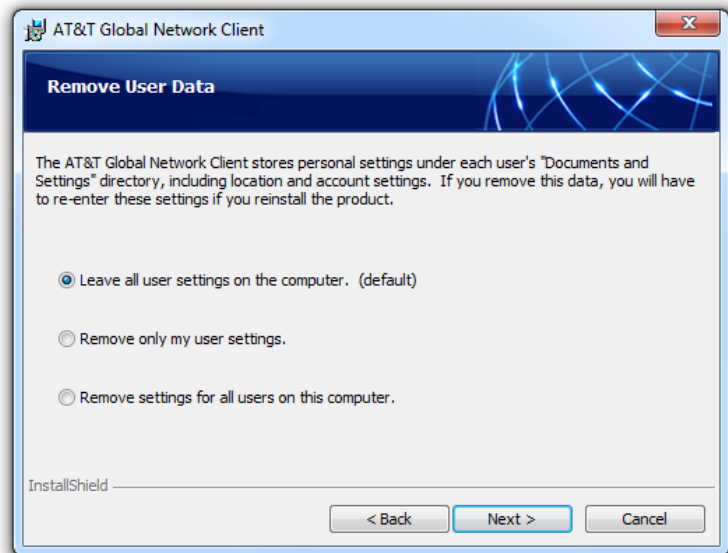 AT&T Global Network Client
Remove User Data
The AT&T Global Network Client stores personal settings under each user's "Documents and
Settings" directory, including location and account settings.  If you remove this data, you will have
to re-enter these settings if you reinstall the product.
Leave all user settings on the computer.  (default)
Remove only my user settings.
Remove settings for all users on this computer.
InstallShield
< Back
Next >
Cancel